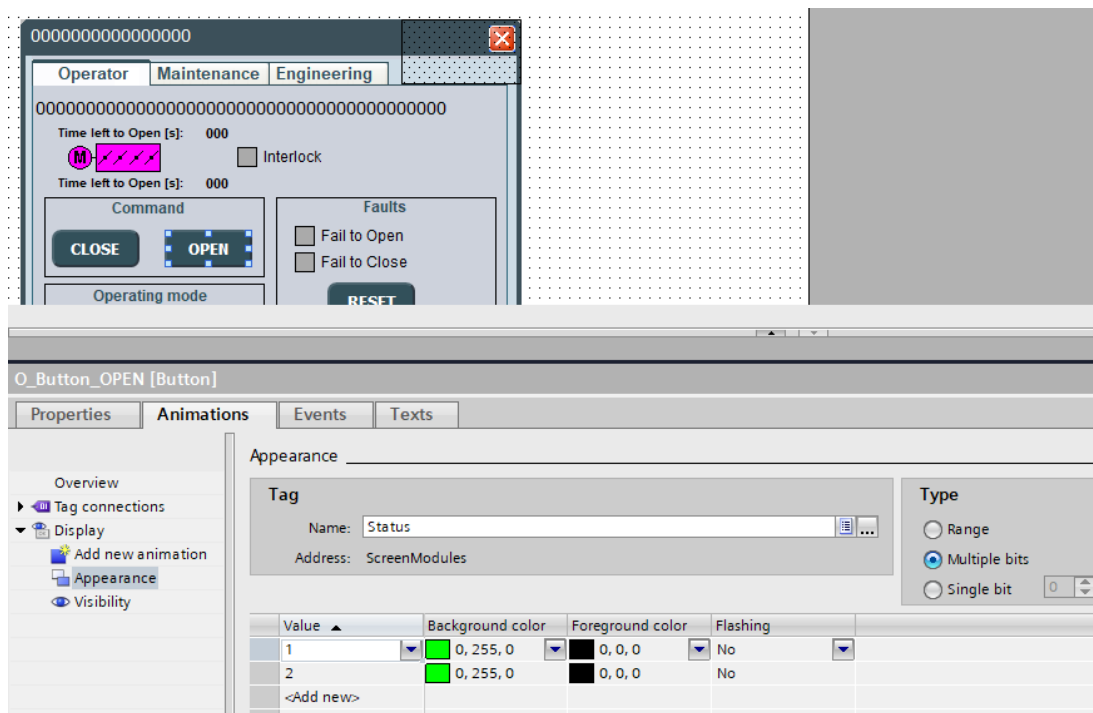 0000000000000000
Operator Maintenance Engineering
00000000000000000000000000000000000000
Time left to Open [s]: 000
M
Interlock
Time left to Open [s]: 000
Command
Faults
CLOSE OPEN
Fail to Open
Fail to Close
Operating mode
RESET
O_Button_OPEN [Button]
Properties Animations Events Texts
Appearance
Overview
Tag connections
Display
Add new animation
Appearance
Visibility
Tag
Name: Status ...
Address: ScreenModules
Type
Range
Multiple bits
Single bit 0
Value Background color Foreground color Flashing
1 0, 255, 0 0, 0, 0 No
2 0, 255, 0 0, 0, 0 No
<Add new>